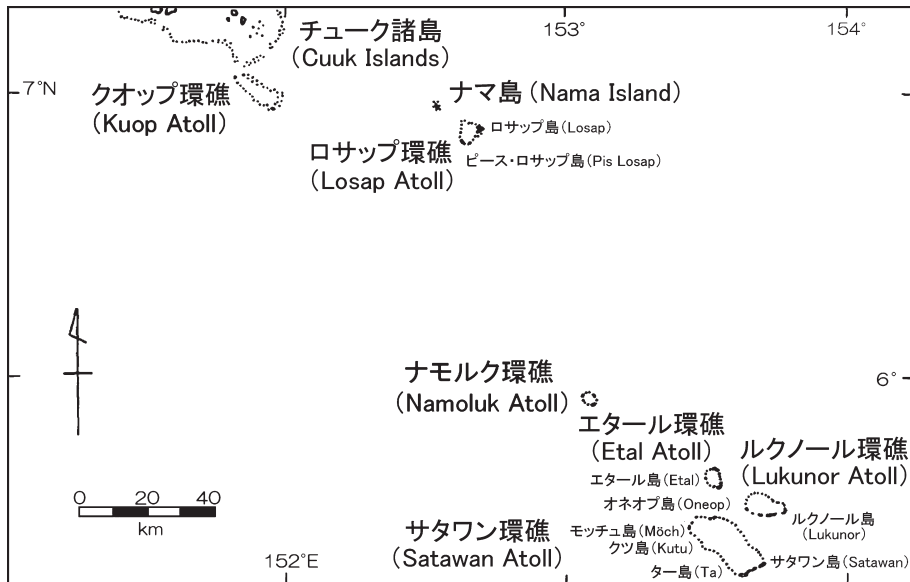 153°
154°
チューク諸島
(Cuuk Islands)
7°N
クオップ環礁
(Kuop Atoll)
ナマ島(Nama Island)
ロサップ島(Losap)
ロサップ環礁
(Losap Atoll)
ピース・ロサップ島(Pis Losap)
ナモルク環礁
(Namoluk Atoll)
6°
エタール環礁
(Etal Atoll)
ルクノール環礁
(Lukunor Atoll)
エタール島(Etal)
オネオプ島(Oneop)
ルクノール島
(Lukunor)
0 20 40
km
サタワン環礁
(Satawan Atoll)
モッチュ島(Möch)
クツ島(Kutu)
ター島(Ta)
サタワン島(Satawan)
152°E